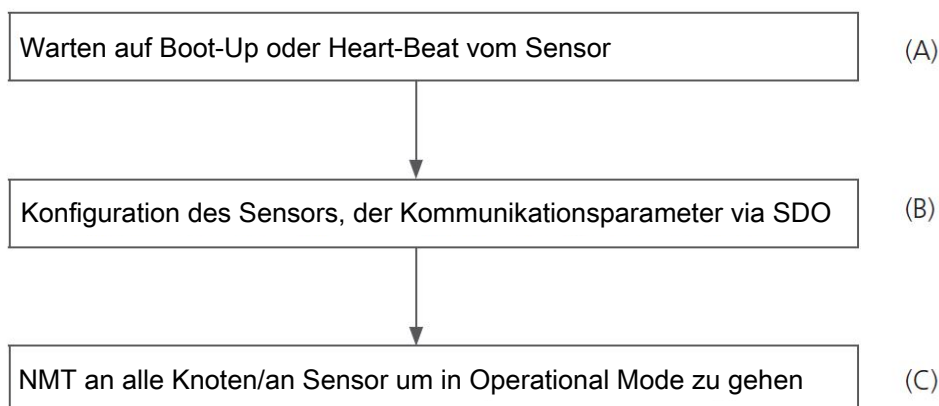 Warten auf Boot-Up oder Heart-Beat vom Sensor (A)
Konfiguration des Sensors, der Kommunikationsparameter via SDO (B)
NMT an alle Knoten/an Sensor um in Operational Mode zu gehen (C)